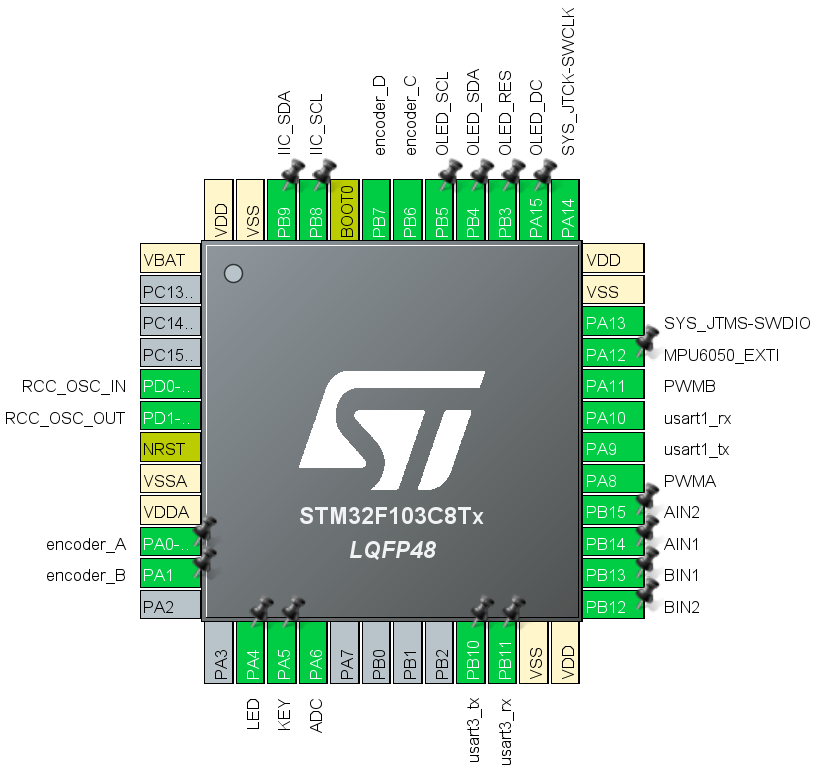 IIC_SDA
IIC_SCL
encoder_D
encoder_C
OLED_SCL
OLED_SDA
OLED_RES
OLED_DC
SYS_JTCK-SWCLK
VDD
VSS
PB9
PB8
BOOT0
PB7
PB6
PB5
PB4
PB3
PA15
PA14
VBAT
PC13..
PC14..
PC15..
RCC_OSC_IN PD0-..
RCC_OSC_OUT PD1-..
NRST
VSSA
VDDA
encoder_A PA0-..
encoder_B PA1
PA2
ST
STM32F103C8Tx
LQFP48
VDD
VSS
PA13 SYS_JTMS-SWDIO
PA12 MPU6050_EXTI
PA11 PWMB
PA10 usart1_rx
PA9 usart1_tx
PA8 PWMA
PB15 AIN2
PB14 AIN1
PB13 BIN1
PB12 BIN2
PA3
PA4
PA5
PA6
PA7
PB0
PB1
PB2
PB10
PB11
VSS
VDD
LED
KEY
ADC
usart3_tx
usart3_rx